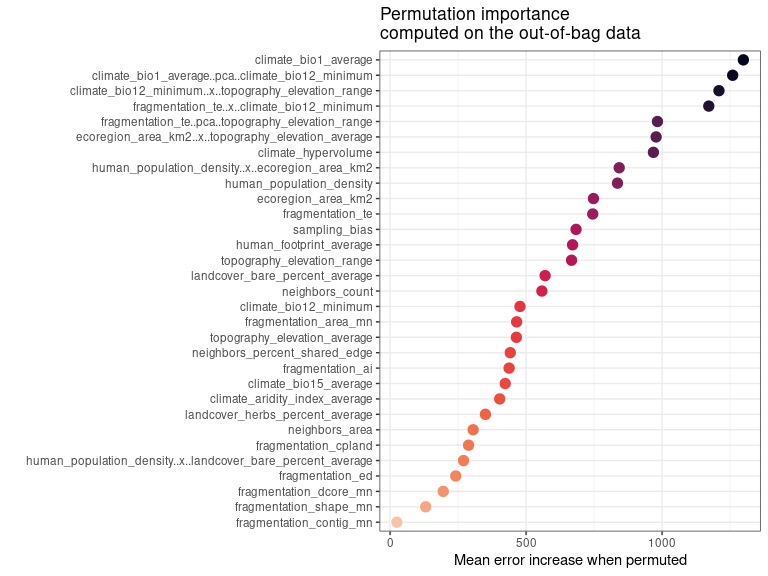 Permutation importance
computed on the out-of-bag data
climate_bio1_average
climate_bio1_average..pca..climate_bio12_minimum
climate_bio12_minimum..x..topography_elevation_range
fragmentation_te..x..climate_bio12_minimum
fragmentation_te..pca..topography_elevation_range
ecoregion_area_km2..x..topography_elevation_average
climate_hypervolume
human_population_density..x..ecoregion_area_km2
human_population_density
ecoregion_area_km2
fragmentation_te
sampling_bias
human_footprint_average
topography_elevation_range
landcover_bare_percent_average
neighbors_count
climate_bio12_minimum
fragmentation_area_mn
topography_elevation_average
neighbors_percent_shared_edge
fragmentation_ai
climate_bio15_average
climate_aridity_index_average
landcover_herbs_percent_average
neighbors_area
fragmentation_cpland
human_population_density..x..landcover_bare_percent_average
fragmentation_ed
fragmentation_dcore_mn
fragmentation_shape_mn
fragmentation_contig_mn
0 500 1000
Mean error increase when permuted